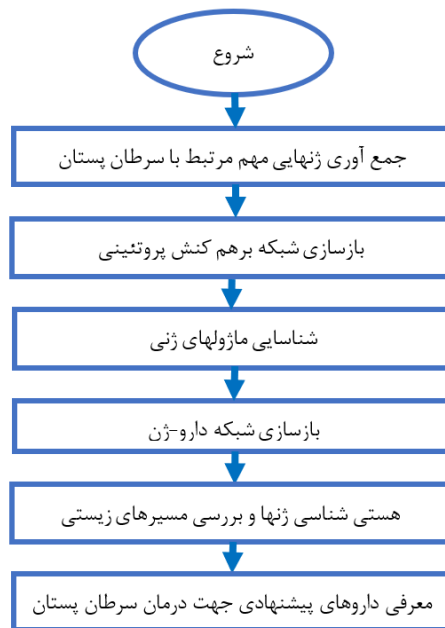 شروع
جمع آوری ژنهایی مهم مرتبط با سرطان پستان
بازسازی شبکه برهم کنش پروتئینی
شناسایی ماژولهای ژنی
بازسازی شبکه دارو-ژن
هستی شناسی ژنها و بررسی مسیرهای زیستی
معرفی داروهای پیشنهادی جهت درمان سرطان پستان